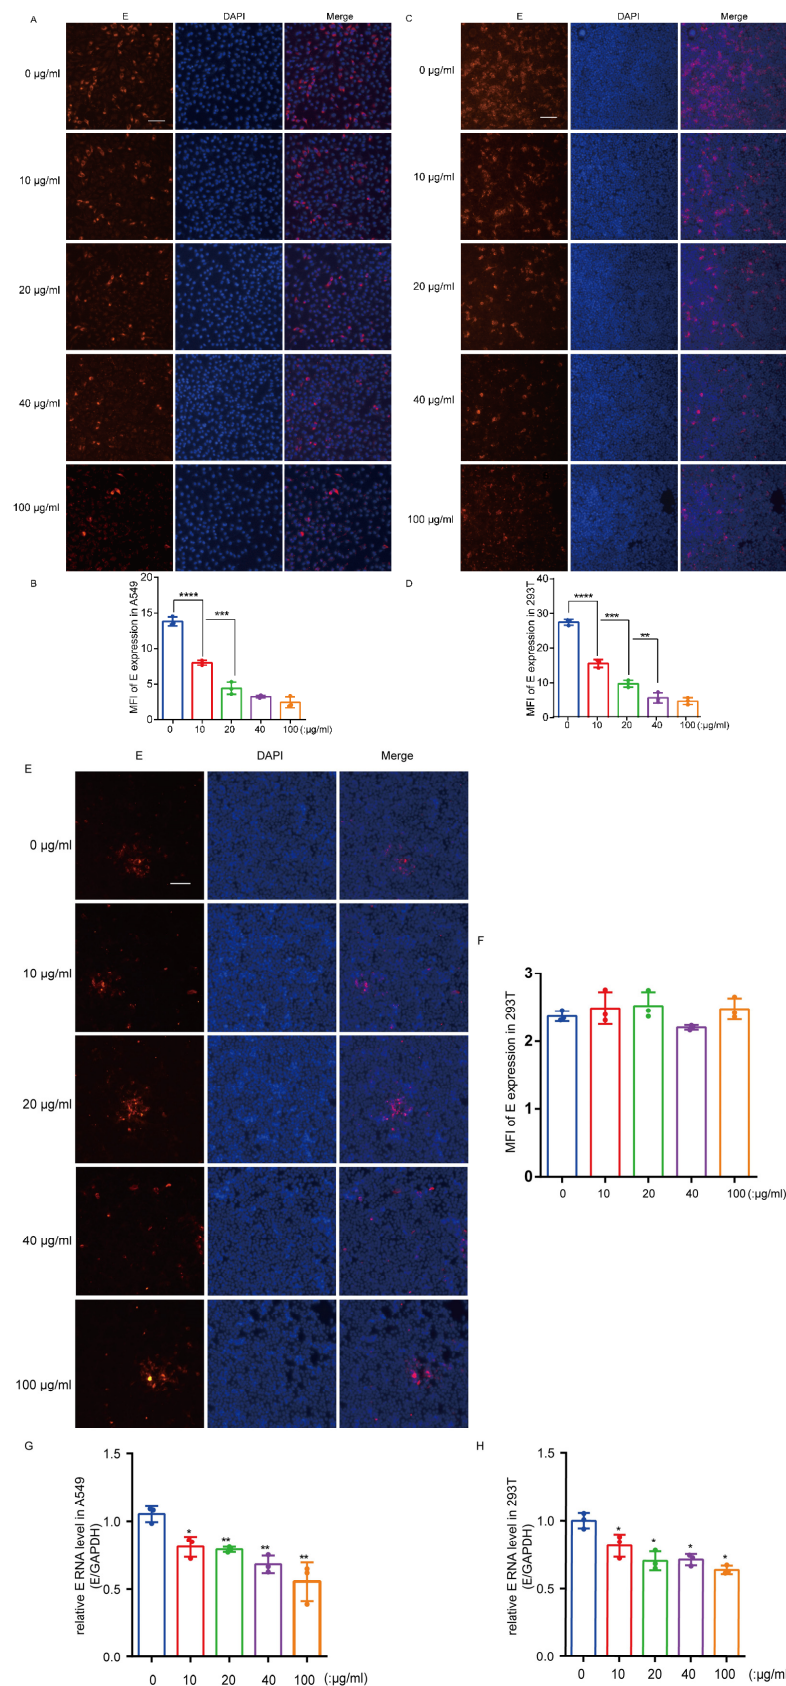 A E DAPI Merge
0 µg/ml
10 µg/ml
20 µg/ml
40 µg/ml
100 µg/ml
C E DAPI Merge
0 µg/ml
10 µg/ml
20 µg/ml
40 µg/ml
100 µg/ml
B
MFI of E expression in A549
20
15
10
5
0
**** ***
0 10 20 40 100 (:µg/ml)
D
MFI of E expression in 293T
40
30
20
10
0
**** *** **
0 10 20 40 100 (:µg/ml)
E E DAPI Merge
0 µg/ml
10 µg/ml
20 µg/ml
40 µg/ml
100 µg/ml
F
MFI of E expression in 293T
3
2
1
0
0 10 20 40 100 (:µg/ml)
G
relative E RNA level in A549
(E/GAPDH)
1.5
1.0
0.5
0.0
* ** ** **
0 10 20 40 100 (:µg/ml)
H
relative E RNA level in 293T
(E/GAPDH)
1.5
1.0
0.5
0.0
* * * *
0 10 20 40 100 (:µg/ml)